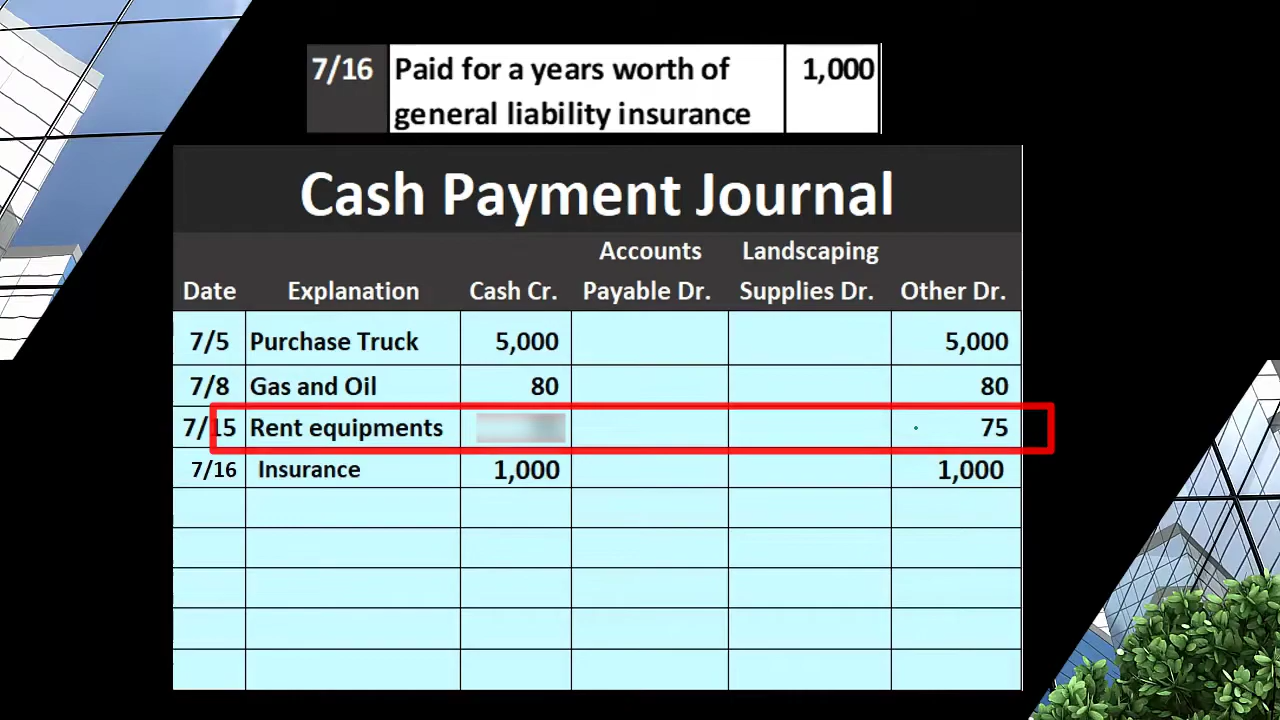 7/16 Paid for a years worth of 1,000
general liability insurance
Cash Payment Journal
Accounts Landscaping
Date Explanation Cash Cr. Payable Dr. Supplies Dr. Other Dr.
7/5 Purchase Truck 5,000 5,000
7/8 Gas and Oil 80 80
7/15 Rent equipments 75
7/16 Insurance 1,000 1,000